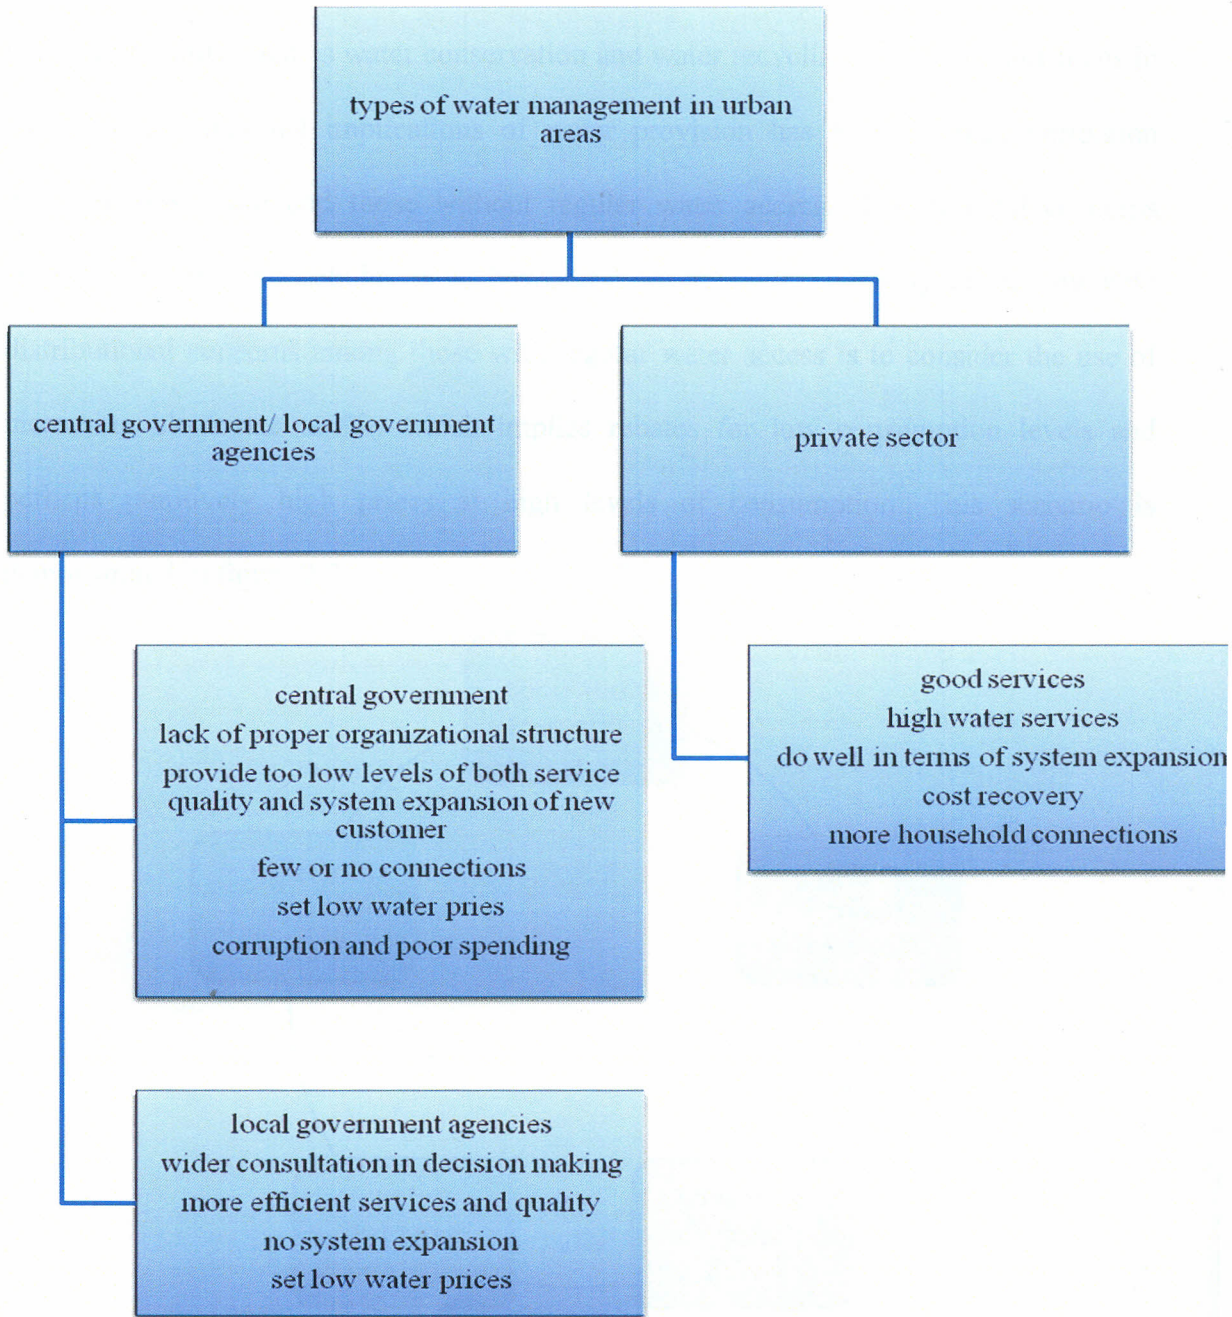 types of water management in urban
areas
central government/ local government
agencies
private sector
central government
lack of proper organizational structure
provide too low levels of both service
quality and system expansion of new
customer
few or no connections
set low water pries
corruption and poor spending
good services
high water services
do well in terms of system expansion
cost recovery
more household connections
local government agencies
wider consultation in decision making
more efficient services and quality
no system expansion
set low water prices